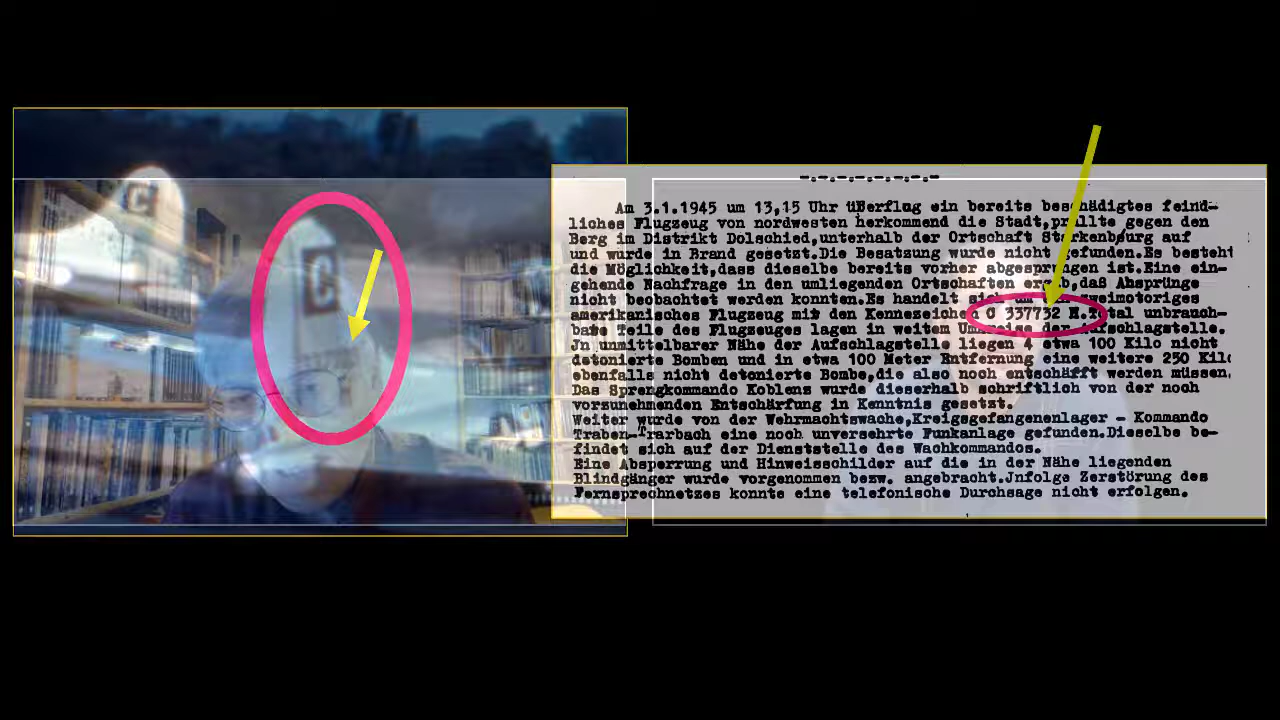 C
C
-.-.-.-.-.-.-.-
Am 3.1.1945 um 13,15 Uhr überflog ein bereits beschädigtes feind-
liches Flugzeug von nordwesten herkommend die Stadt,prallte gegen den
Berg im Distrikt Dolschied,unterhalb der Ortschaft Starkenburg auf
und wurde in Brand gesetzt.Die Besatzung wurde nicht gefunden.Es besteht
die Möglichkeit,dass dieselbe bereits vorher abgesprungen ist.Eine ein-
gehende Nachfrage in den umliegenden Ortschaften ergab,daß Absprünge
nicht beobachtet werden konnten.Es handelt sich um zweimotoriges
amerikanisches Flugzeug mit den Kennezeichen C 337732 H. total unbrauch-
bare Teile des Flugzeuges lagen in weitem Umkreise der Aufschlagstelle.
Jn unmittelbarer Nähe der Aufschlagstelle liegen 4 etwa 100 Kilo nicht
detonierte Bomben und in etwa 100 Meter Entfernung eine weitere 250 Kilo
ebenfalls nicht detonierte Bombe,die also noch entschäfft werden müssen.
Das Sprengkommando Koblens wurde dieserhalb schriftlich von der noch
vorzunehmenden Entschärfung in Kenntnis gesetzt.
Weiter wurde von der Wehrmachtswache,Kreigsgefangenenlager - Kommando
Traben-Trarbach eine noch unversehrte Funkanlage gefunden.Dieselbe be-
findet sich auf der Dienststelle des Wachkommandos.
Eine Absperrung und Hinweisschilder auf die in der Nähe liegenden
Blindgänger wurde vorgenommen bezw. angebracht.Jnfolge Zerstörung des
Fernsprechnetzes konnte eine telefonische Durchsage nicht erfolgen.